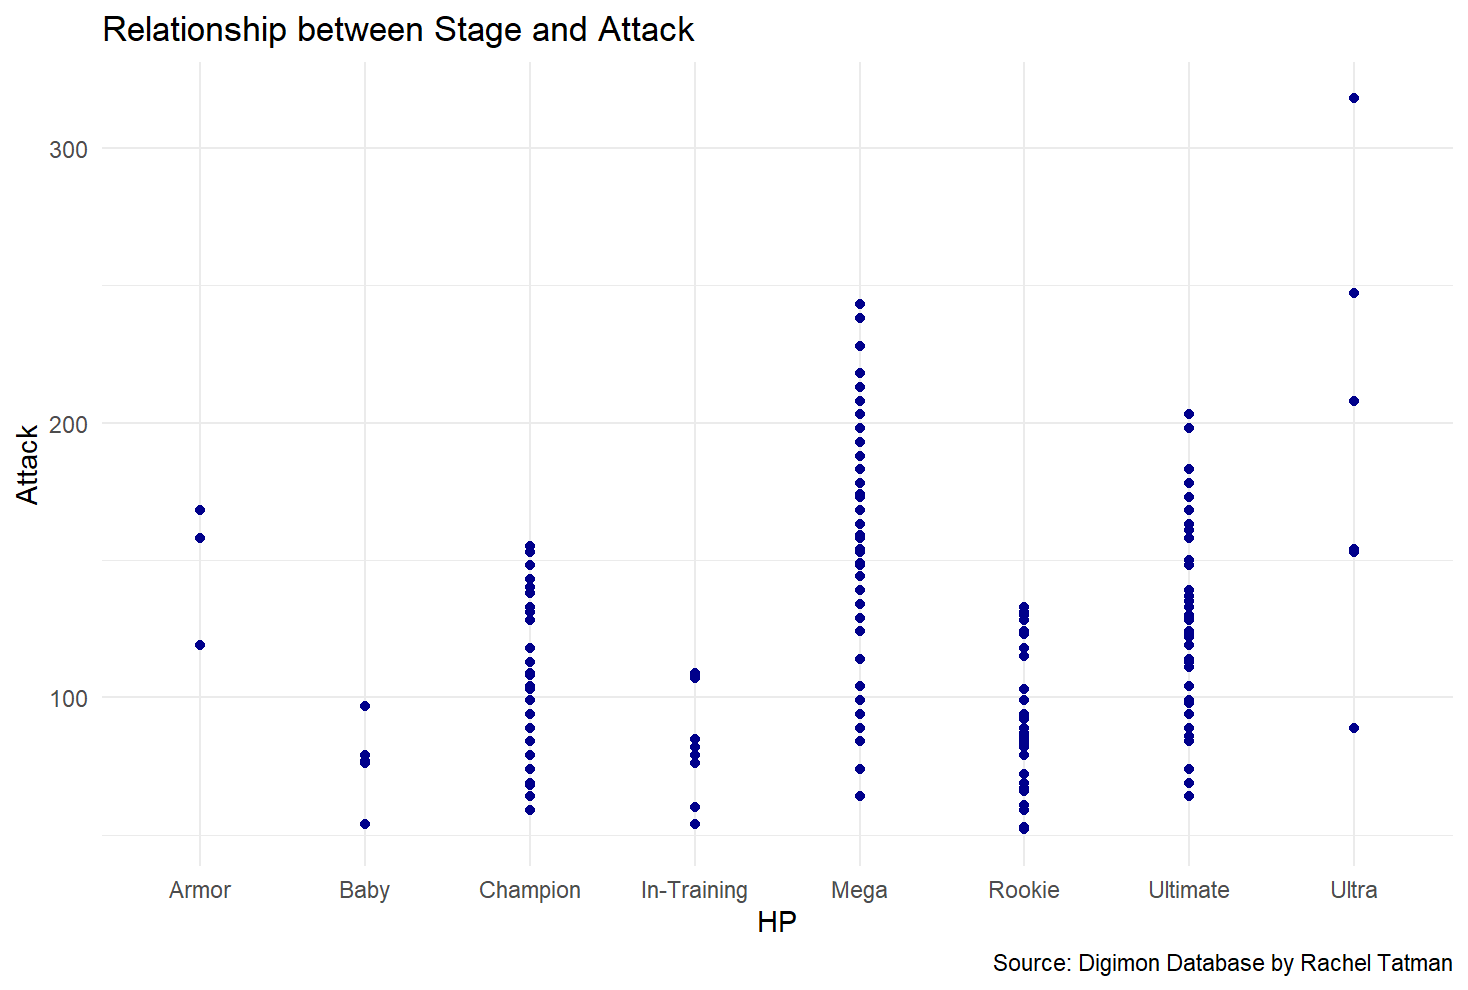 Relationship between Stage and Attack
300
200
100
Attack
Armor Baby Champion In-Training Mega Rookie Ultimate Ultra
HP
Source: Digimon Database by Rachel Tatman